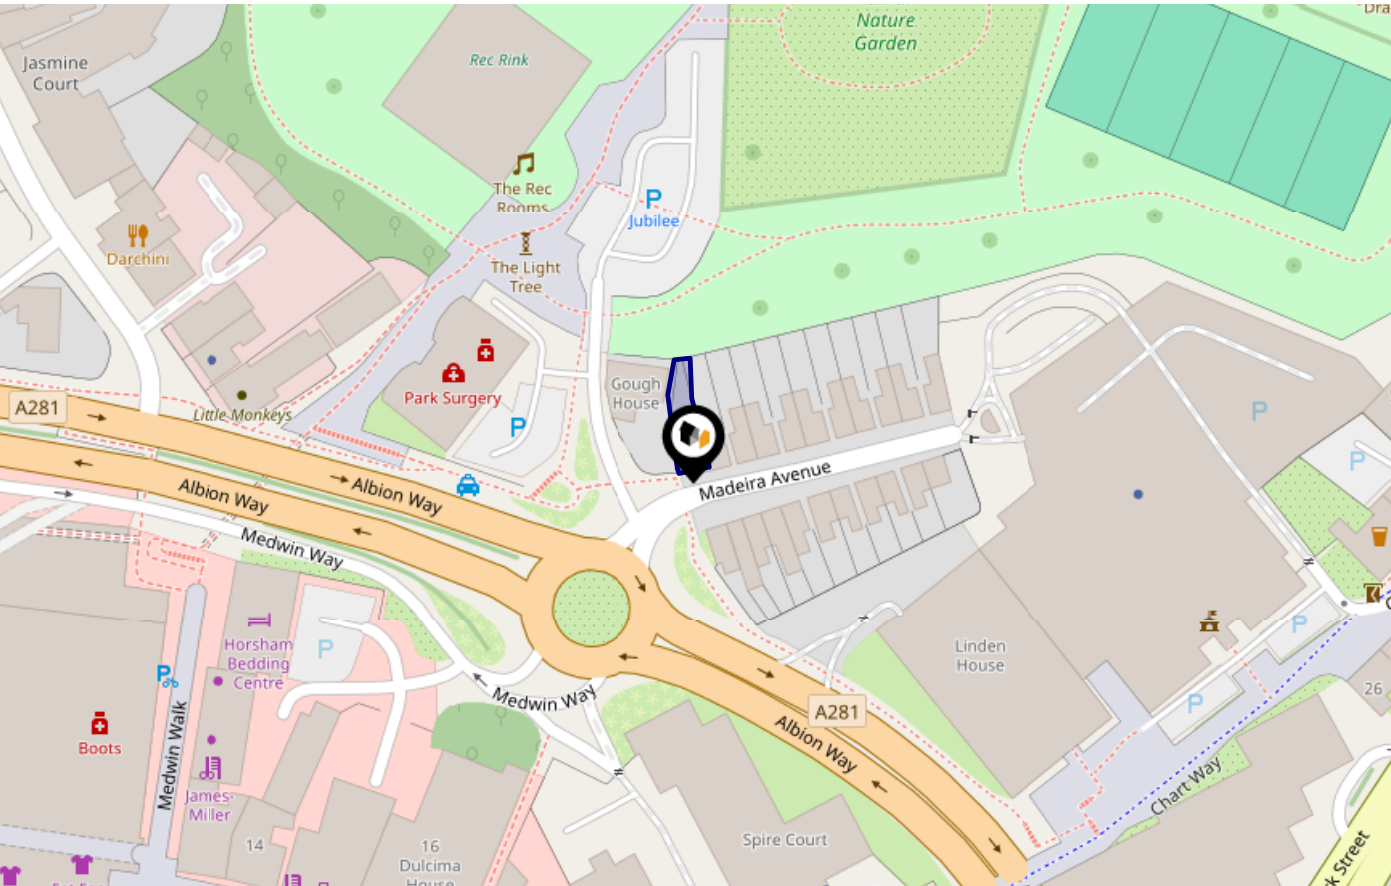 Dra
Nature
Garden
Jasmine
Court
Rec Rink
The Rec
Rooms
P
Jubilee
Darchini
The Light
Tree
Gough
House
Park Surgery
A281
Little Monkeys
P
P
P
Albion Way
Albion Way
Madeira Avenue
Medwin Way
Horsham
Bedding
Centre
P
P
P
Linden
House
P
26
Medwin Way
A281
Albion Way
Boots
Medwin Walk
James-
Miller
Chart Way
14
16
Dulcima
House
Spire Court
k Street